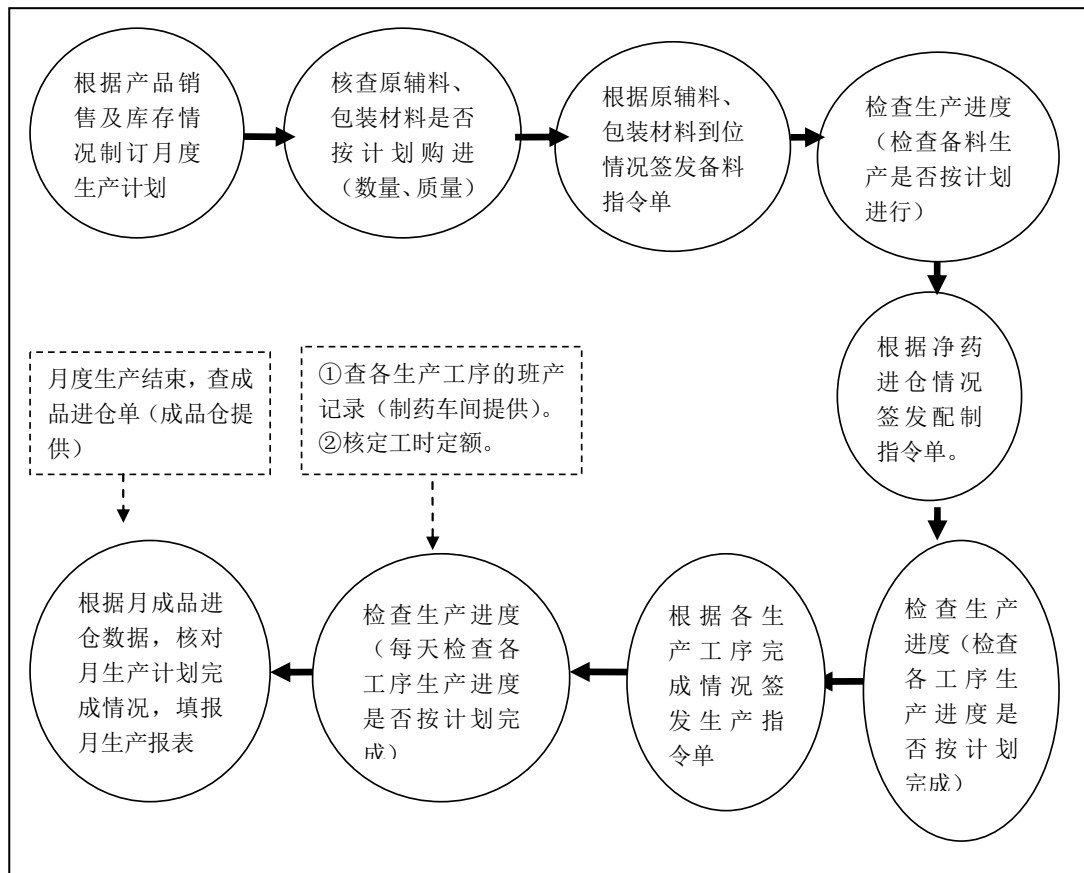 根据产品销
售及库存情
况制订月度
生产计划
核查原辅料、
包装材料是否
按计划购进
（数量、质量）
根据原辅料、
包装材料到位
情况签发备料
指令单
检查生产进度
（检查备料生
产是否按计划
进行）
根据净药
进仓情况
签发配制
指令单。
月度生产结束，查成
品进仓单（成品仓提
供）
①查各生产工序的班产
记录（制药车间提供）。
②核定工时定额。
根据月成品进
仓数据，核对
月生产计划完
成情况，填报
月生产报表
检查生产进度
（每天检查各
工序生产进度
是否按计划完
成）
根据各生
产工序完
成情况签
发生产指
令单
检查生产
进度（检查
各工序生
产进度是
否按计划
完成）